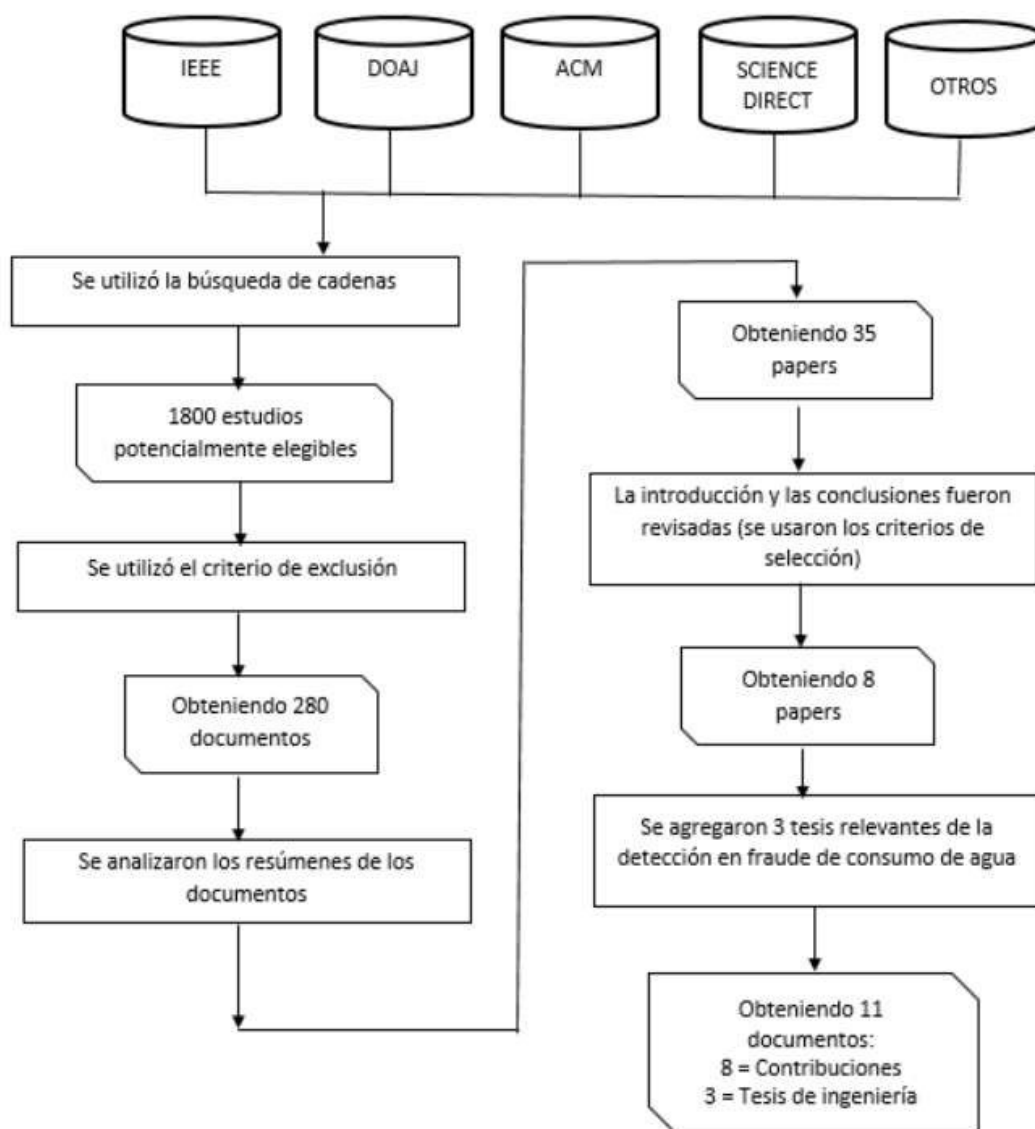 IEEE
DOAJ
ACM
SCIENCE
DIRECT
OTROS
Se utilizó la búsqueda de cadenas
1800 estudios
potencialmente elegibles
Se utilizó el criterio de exclusión
Obteniendo 280
documentos
Se analizaron los resúmenes de los
documentos
Obteniendo 35
papers
La introducción y las conclusiones fueron
revisadas (se usaron los criterios de
selección)
Obteniendo 8
papers
Se agregaron 3 tesis relevantes de la
detección en fraude de consumo de agua
Obteniendo 11
documentos:
8 = Contribuciones
3 = Tesis de ingeniería